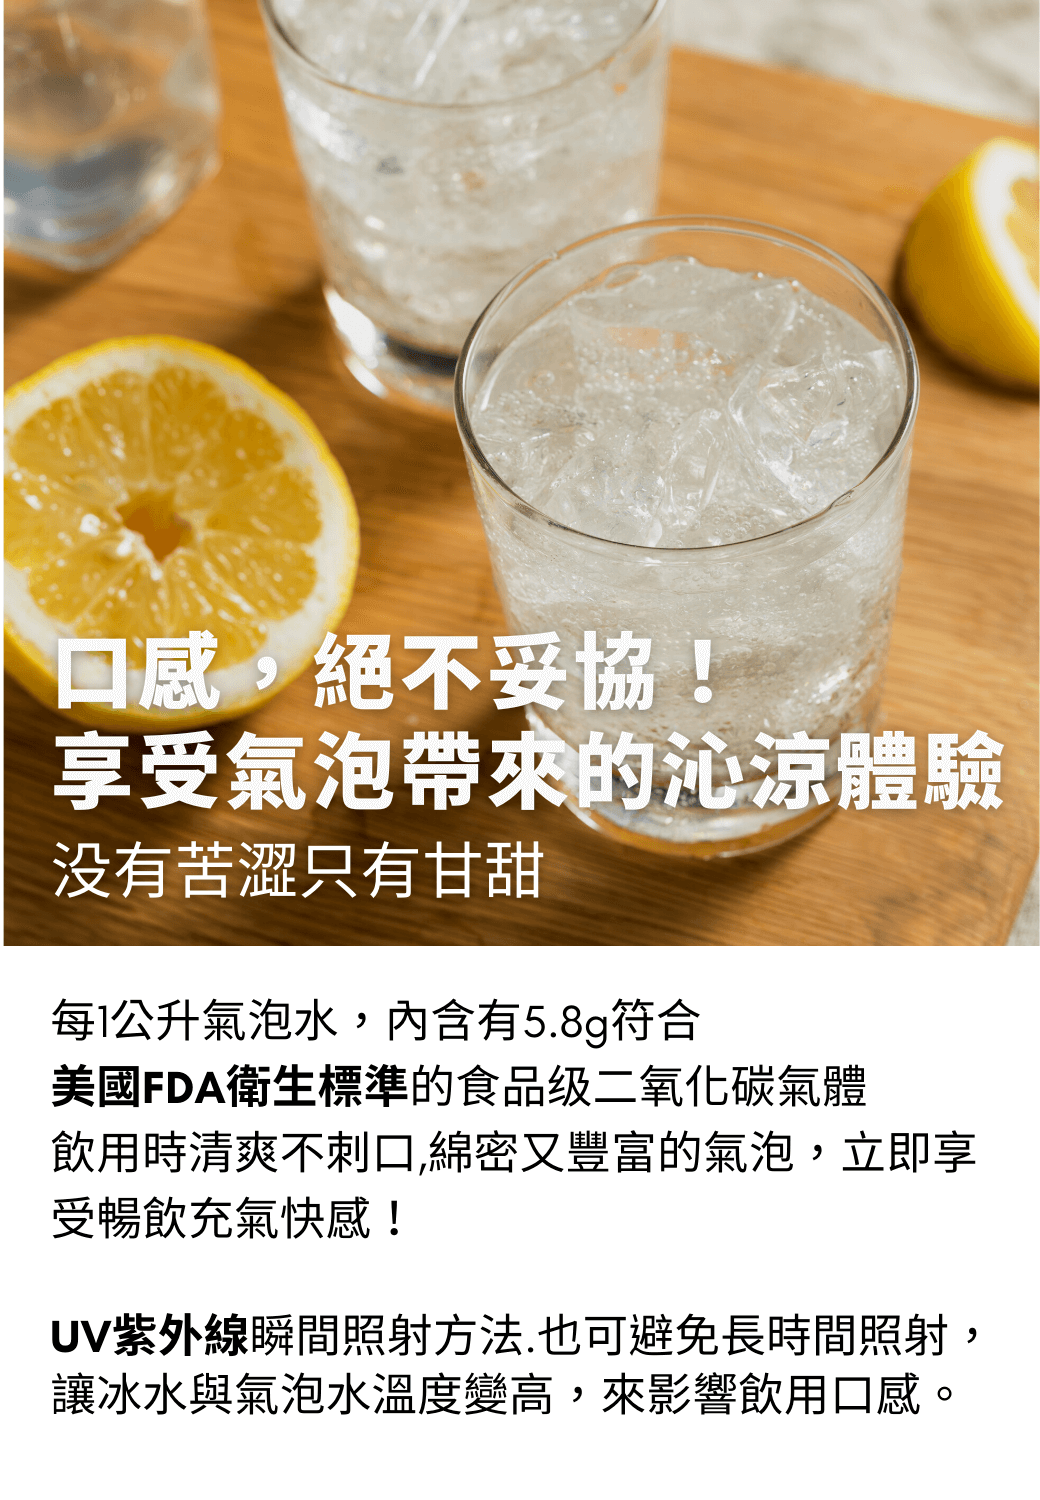 口感，絕不妥協！
享受氣泡帶來的沁涼體驗
没有苦澀只有甘甜
每1公升氣泡水，內含有5.8g符合
美國FDA衛生標準的食品级二氧化碳氣體
飲用時清爽不刺口,綿密又豐富的氣泡，立即享
受暢飲充氣快感！
UV紫外線瞬間照射方法.也可避免長時間照射，
讓冰水與氣泡水溫度變高，來影響飲用口感。